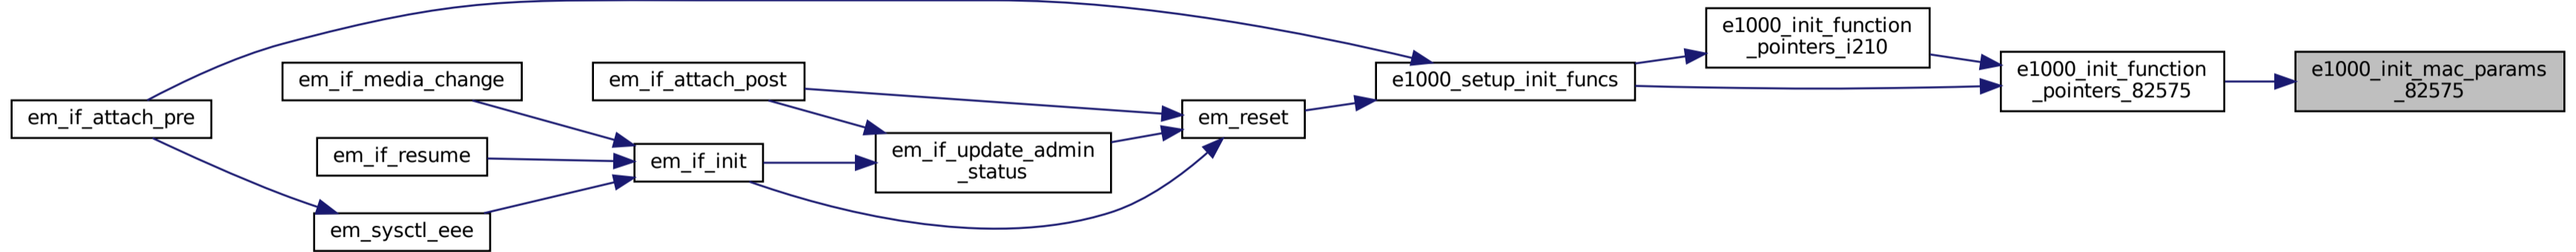 em_if_attach_pre
em_if_media_change
em_if_resume
em_sysctl_eee
em_if_attach_post
em_if_init
em_if_update_admin
_status
em_reset
e1000_setup_init_funcs
e1000_init_function
_pointers_i210
e1000_init_function
_pointers_82575
e1000_init_mac_params
_82575